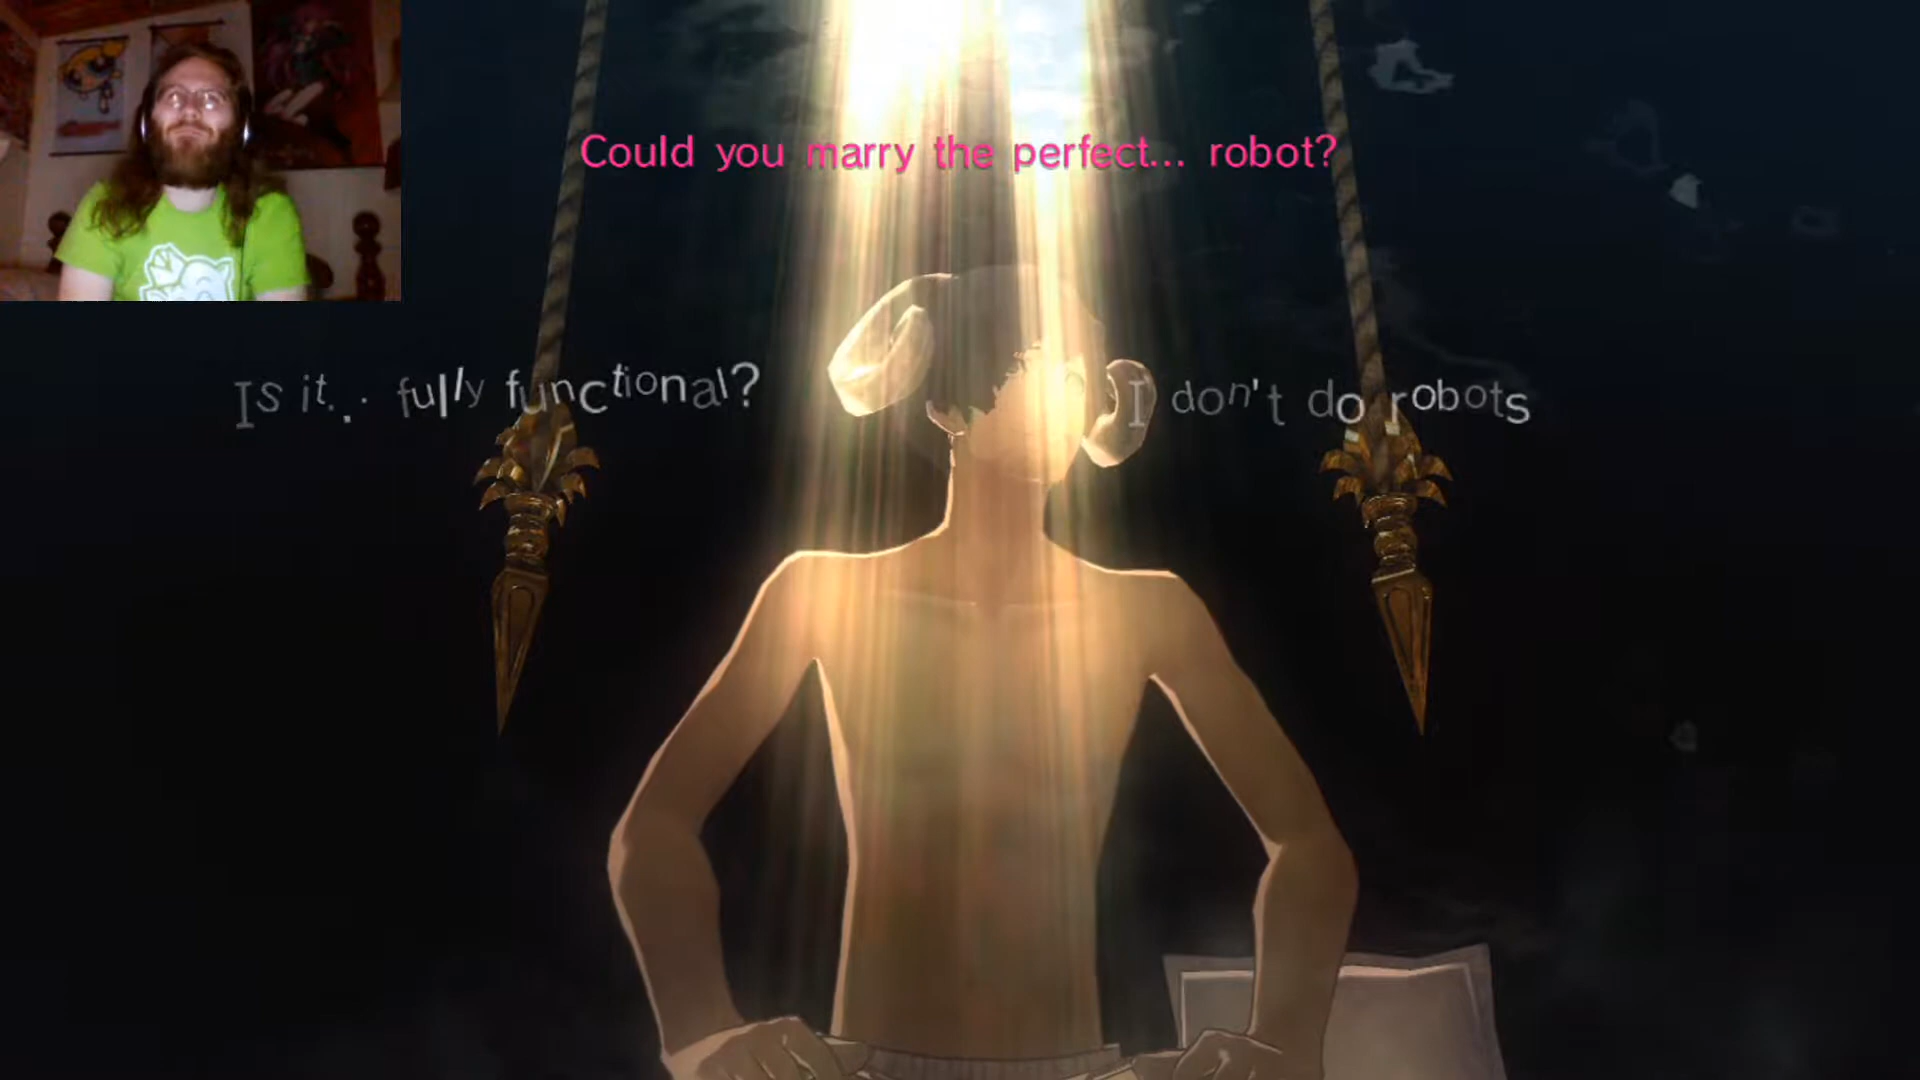 Could you marry the perfect... robot?
Is it... fully functional?
I don't do robots